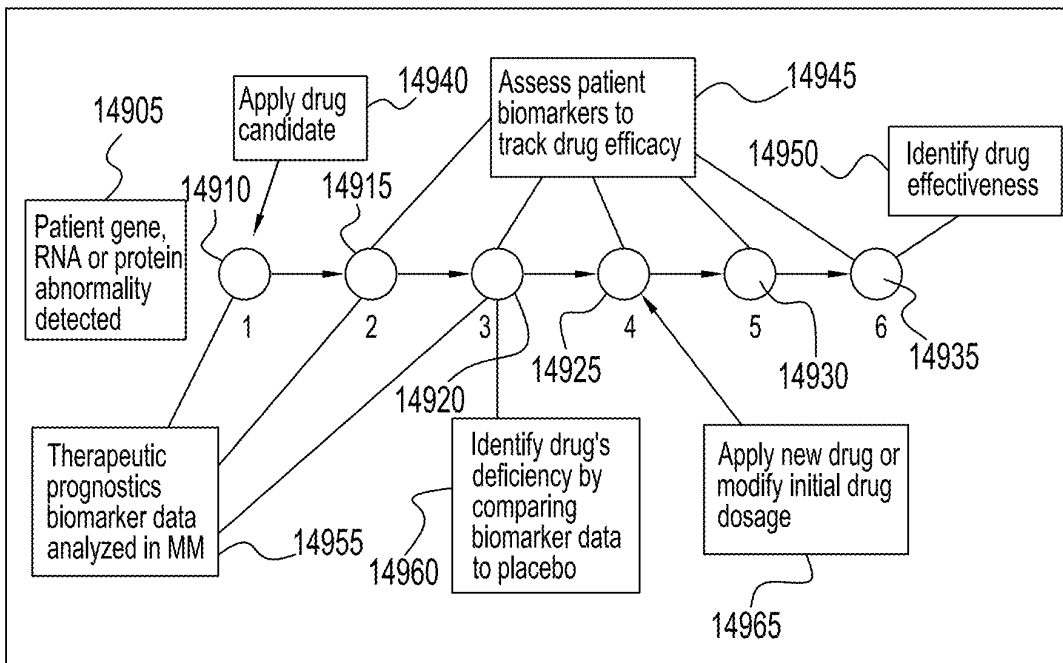 14905
14940
Apply drug
candidate
14910
14915
Assess patient
biomarkers to
track drug efficacy
14945
14950
Identify drug
effectiveness
Patient gene,
RNA or protein
abnormality
detected
1
2
3
4
5
6
14920
14925
14930
14935
Therapeutic
prognostics
biomarker data
analyzed in MM
14955
Identify drug's
deficiency by
comparing
biomarker data
to placebo
14960
Apply new drug or
modify initial drug
dosage
14965